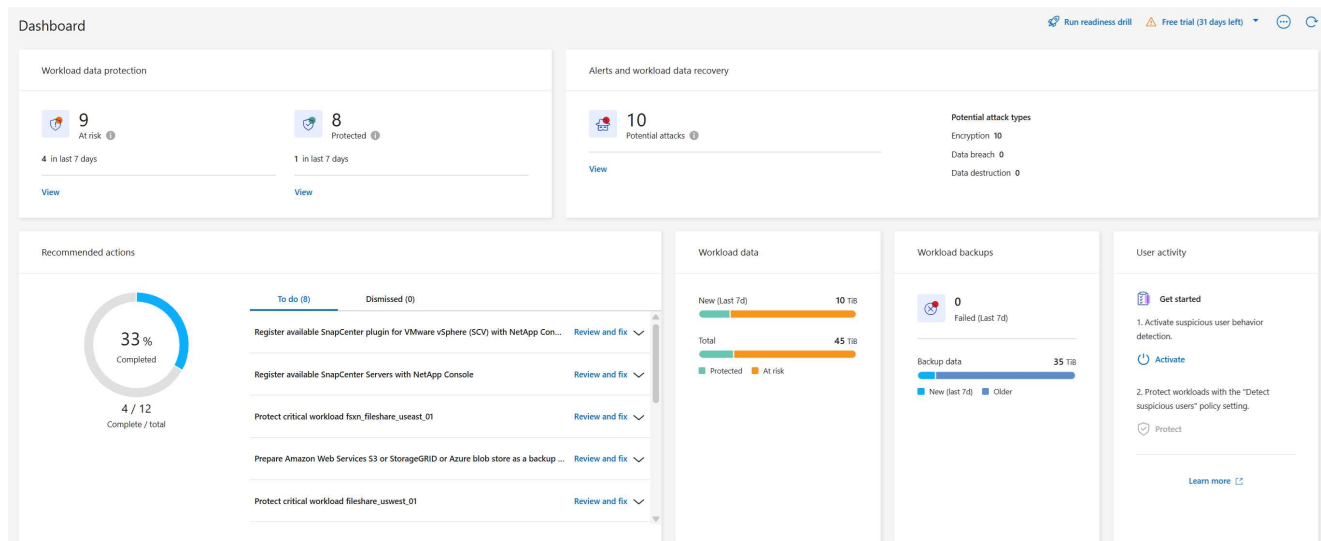 Dashboard
Run readiness drill
Free trial (31 days left)
Workload data protection
9
At risk
4 in last 7 days
View
8
Protected
1 in last 7 days
View
Alerts and workload data recovery
10
Potential attacks
View
Potential attack types
Encryption 10
Data breach 0
Data destruction 0
Recommended actions
33 %
Completed
4 / 12
Complete / total
To do (8)
Dismissed (0)
Register available SnapCenter plugin for VMware vSphere (SCV) with NetApp Con... Review and fix
Register available SnapCenter Servers with NetApp Console Review and fix
Protect critical workload fsxn_fileshare_useast_01 Review and fix
Prepare Amazon Web Services S3 or StorageGRID or Azure blob store as a backup ... Review and fix
Protect critical workload fileshare_uswest_01 Review and fix
Workload data
New (Last 7d) 10 TiB
Total 45 TiB
Protected At risk
Workload backups
0
Failed (Last 7d)
Backup data 35 TiB
New (last 7d) Older
User activity
Get started
1. Activate suspicious user behavior
detection.
Activate
2. Protect workloads with the "Detect
suspicious users" policy setting.
Protect
Learn more